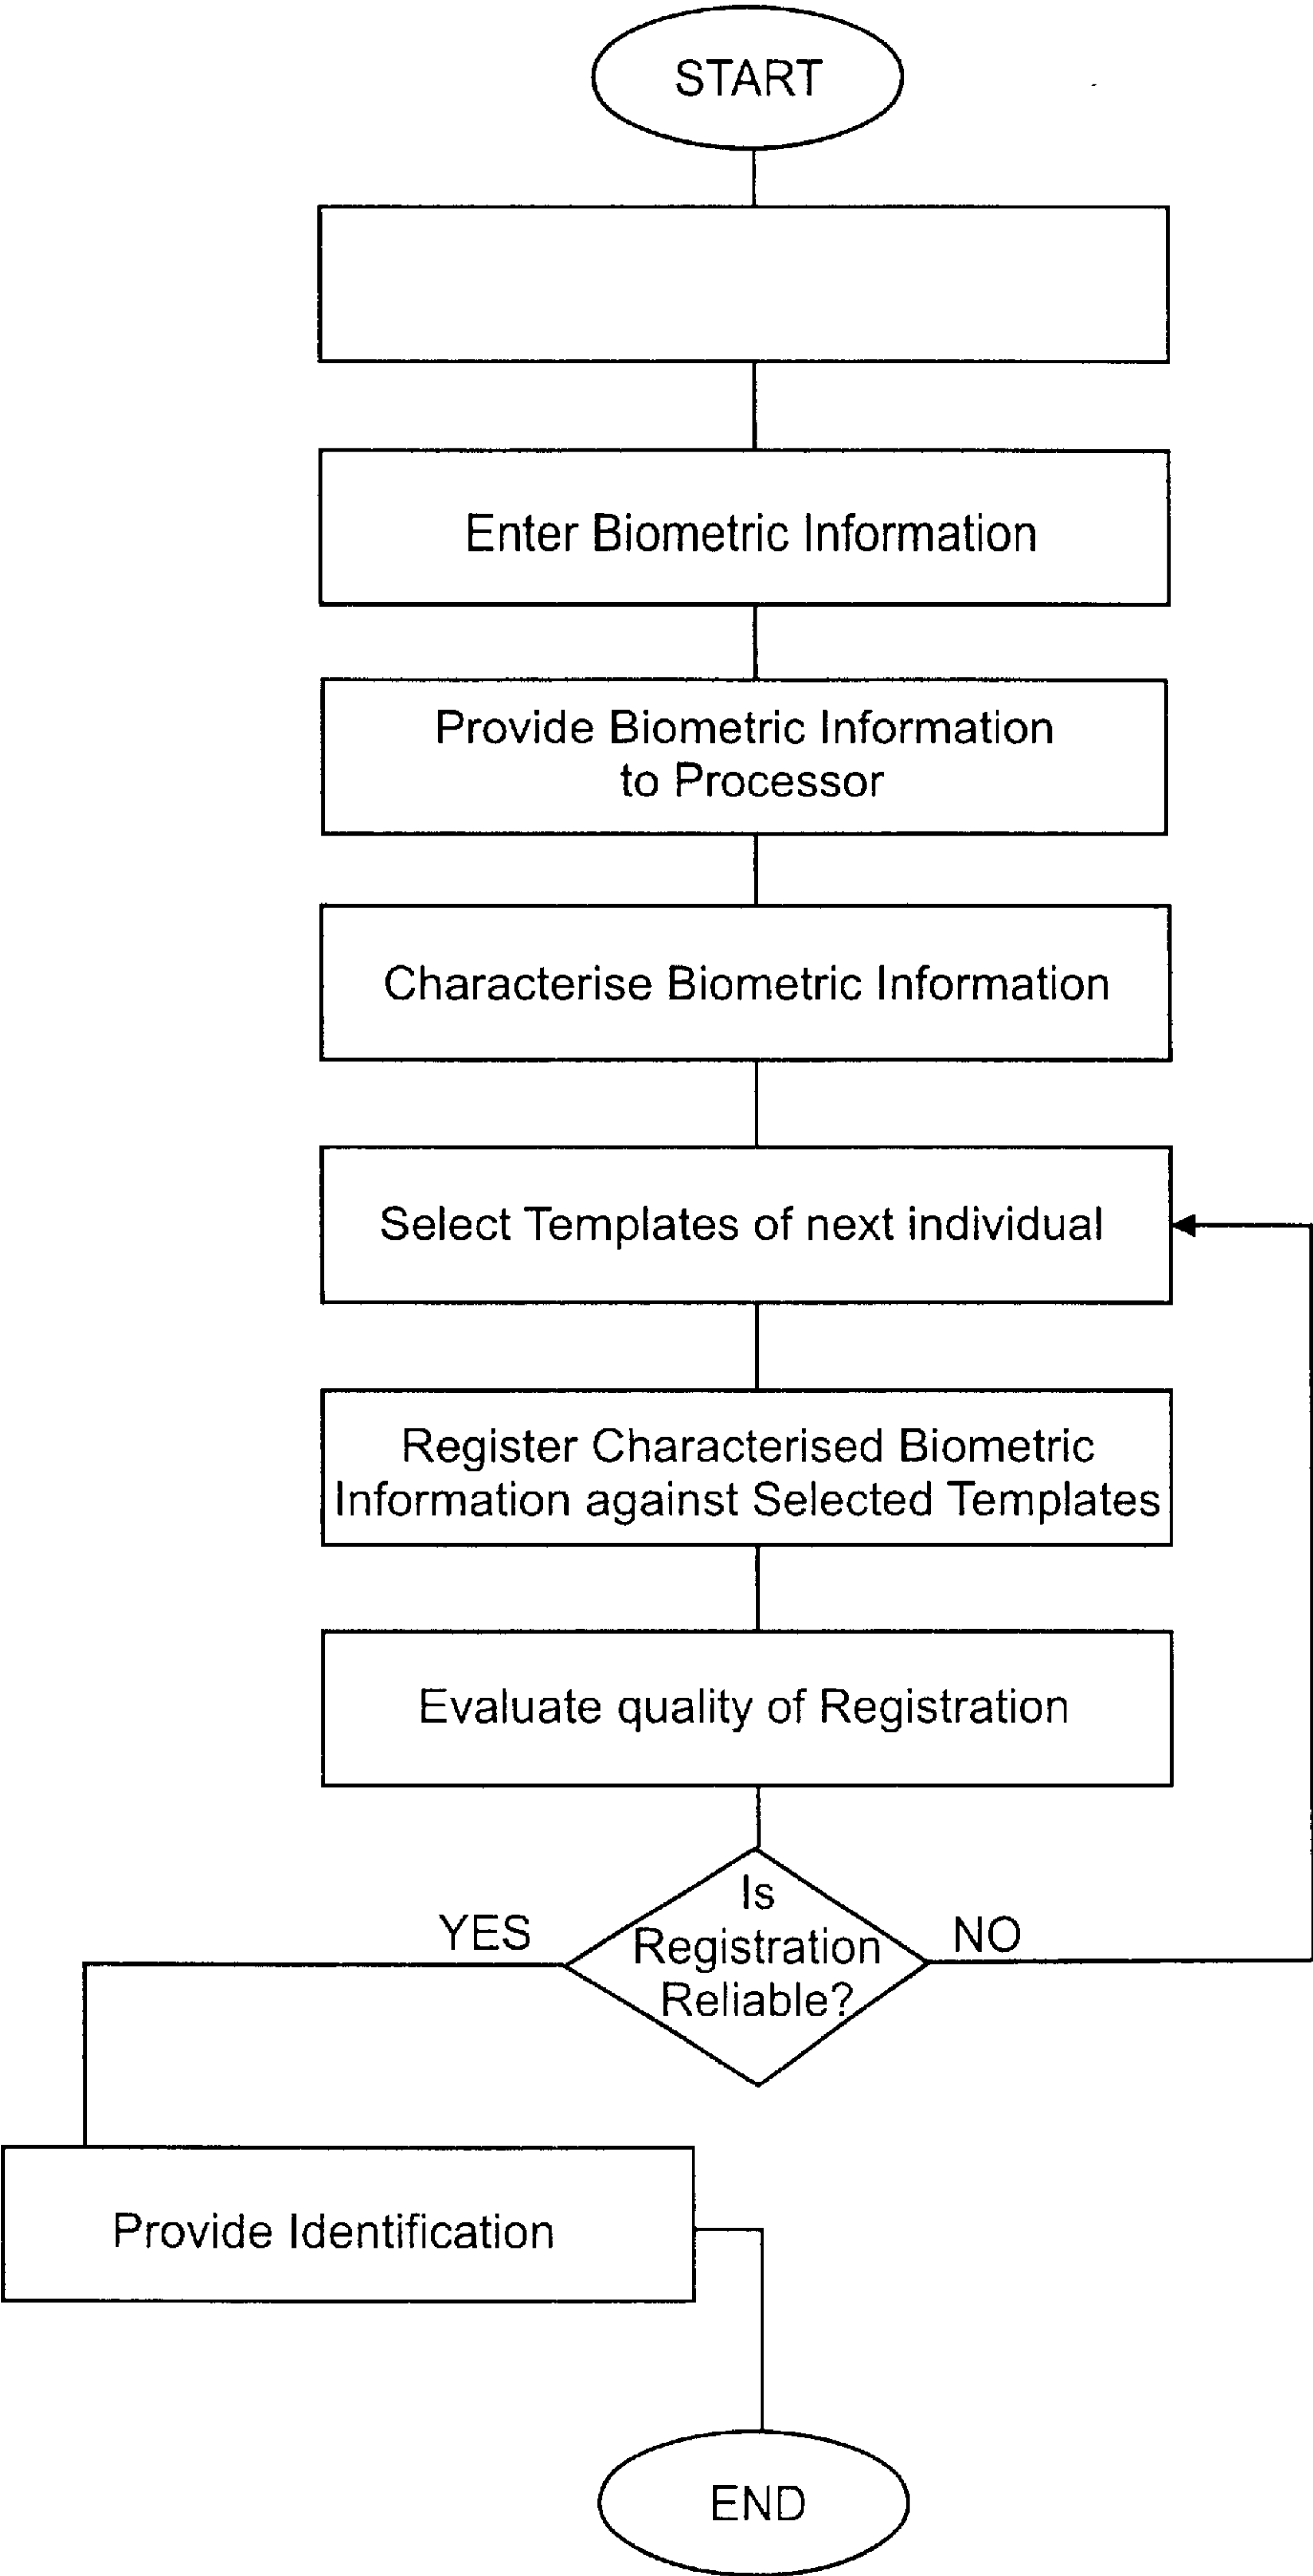 START
Enter Biometric Information
Provide Biometric Information
to Processor
Characterise Biometric Information
Select Templates of next individual
Register Characterised Biometric
Information against Selected Templates
Evaluate quality of Registration
Is
Registration
Reliable?
YES
NO
Provide Identification
END